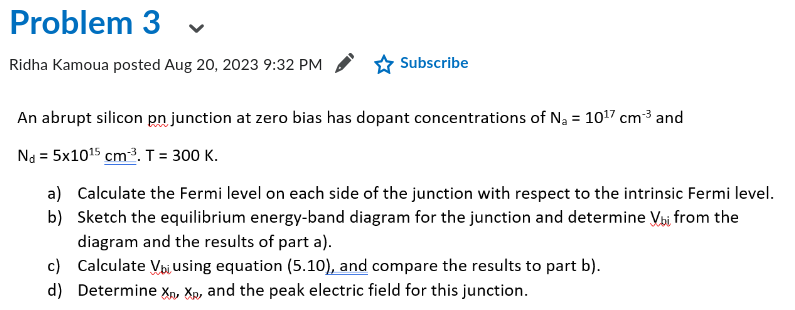 Problem 3
Ridha Kamoua posted Aug 20, 2023 9:32 PM Subscribe
An abrupt silicon pn junction at zero bias has dopant concentrations of Nₐ = 10¹⁷ cm⁻³ and
N_d = 5x10¹⁵ cm⁻³. T = 300 K.
a) Calculate the Fermi level on each side of the junction with respect to the intrinsic Fermi level.
b) Sketch the equilibrium energy-band diagram for the junction and determine V_bi from the
diagram and the results of part a).
c) Calculate V_bi using equation (5.10), and compare the results to part b).
d) Determine xₙ, xₚ, and the peak electric field for this junction.